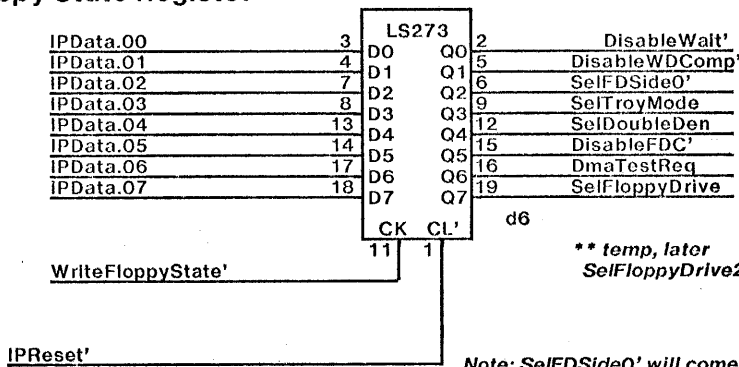 py State Register
LS273
IPData.00 3 D0 Q0 2 DisableWait'
IPData.01 4 D1 Q1 5 DisableWDComp'
IPData.02 7 D2 Q2 6 SelFDSide0'
IPData.03 8 D3 Q3 9 SelTroyMode
IPData.04 13 D4 Q4 12 SelDoubleDen
IPData.05 14 D5 Q5 15 DisableFDC'
IPData.06 17 D6 Q6 16 DmaTestReq
IPData.07 18 D7 Q7 19 SelFloppyDrive
d6
CK CL'
11 1
** temp, later
SelFloppyDrive2
WriteFloppyState'
IPReset'
Note: SelFDSide0' will come